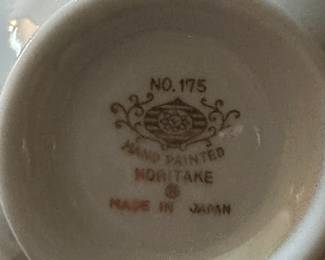 NO. 175
HAND PAINTED
NORITAKE
MADE IN JAPAN